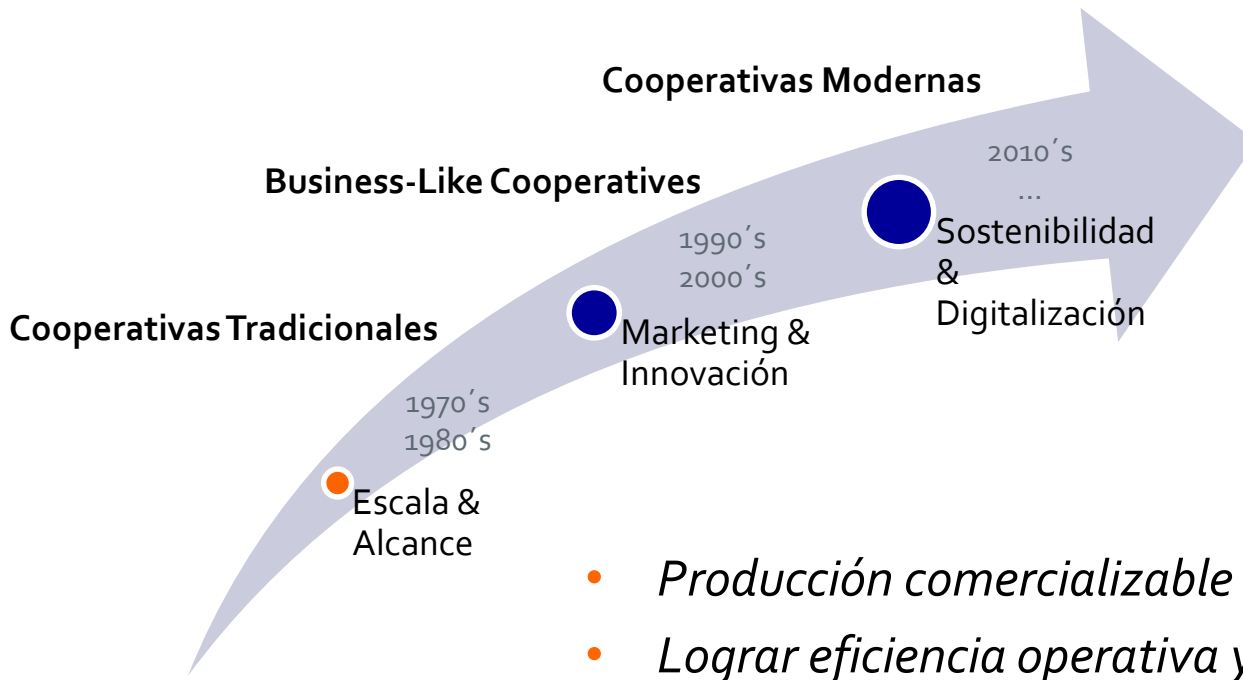 Cooperativas Modernas
2010´s
...
Sostenibilidad
&
Digitalización
Business-Like Cooperatives
1990´s
2000´s
Marketing &
Innovación
Cooperativas Tradicionales
1970´s
1980´s
Escala &
Alcance
• Producción comercializable
• Lograr eficiencia operativa y